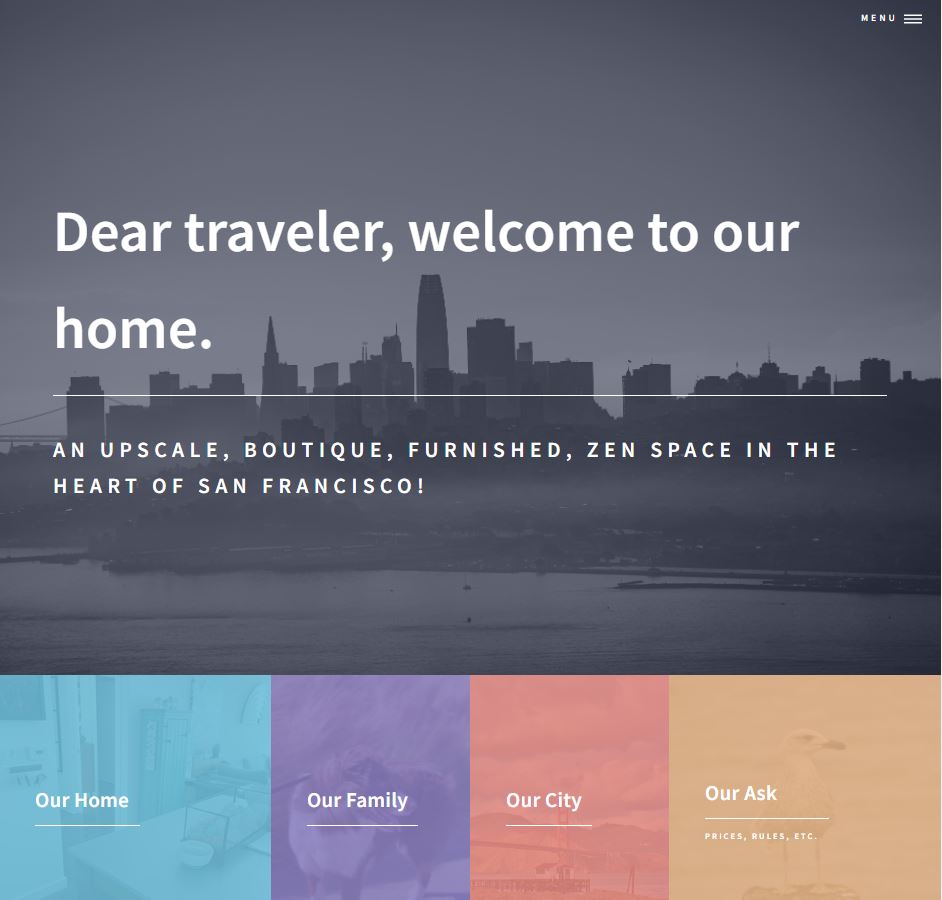 MENU
Dear traveler, welcome to our
home.
AN UPSCALE, BOUTIQUE, FURNISHED, ZEN SPACE IN THE
HEART OF SAN FRANCISCO!
Our Home
Our Family
Our City
Our Ask
PRICES, RULES, ETC.